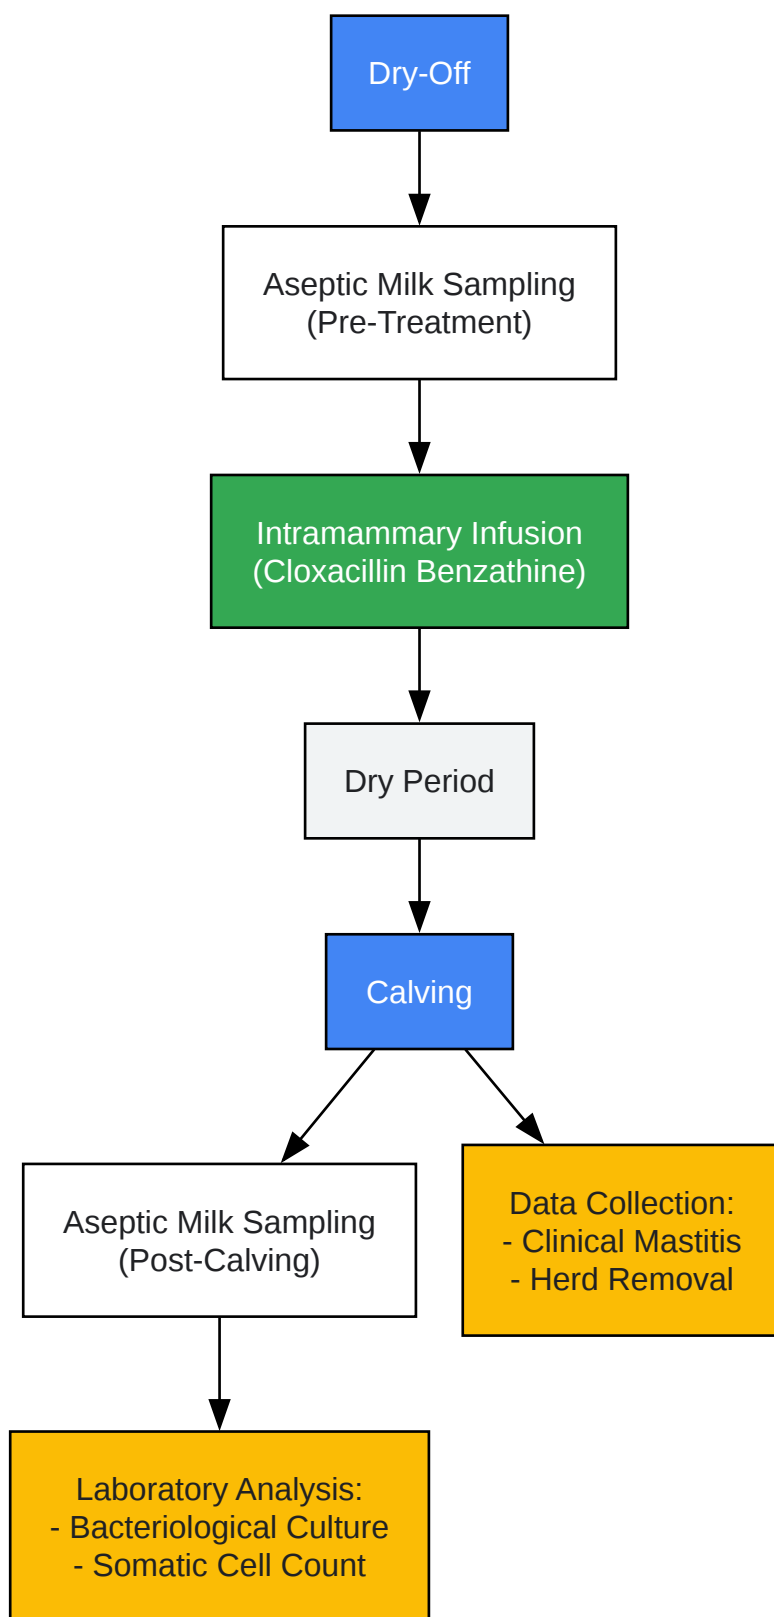 Dry-Off
Aseptic Milk Sampling
(Pre-Treatment)
Intramammary Infusion
(Cloxacillin Benzathine)
Dry Period
Calving
Aseptic Milk Sampling
(Post-Calving)
Data Collection:
- Clinical Mastitis
- Herd Removal
Laboratory Analysis:
- Bacteriological Culture
- Somatic Cell Count